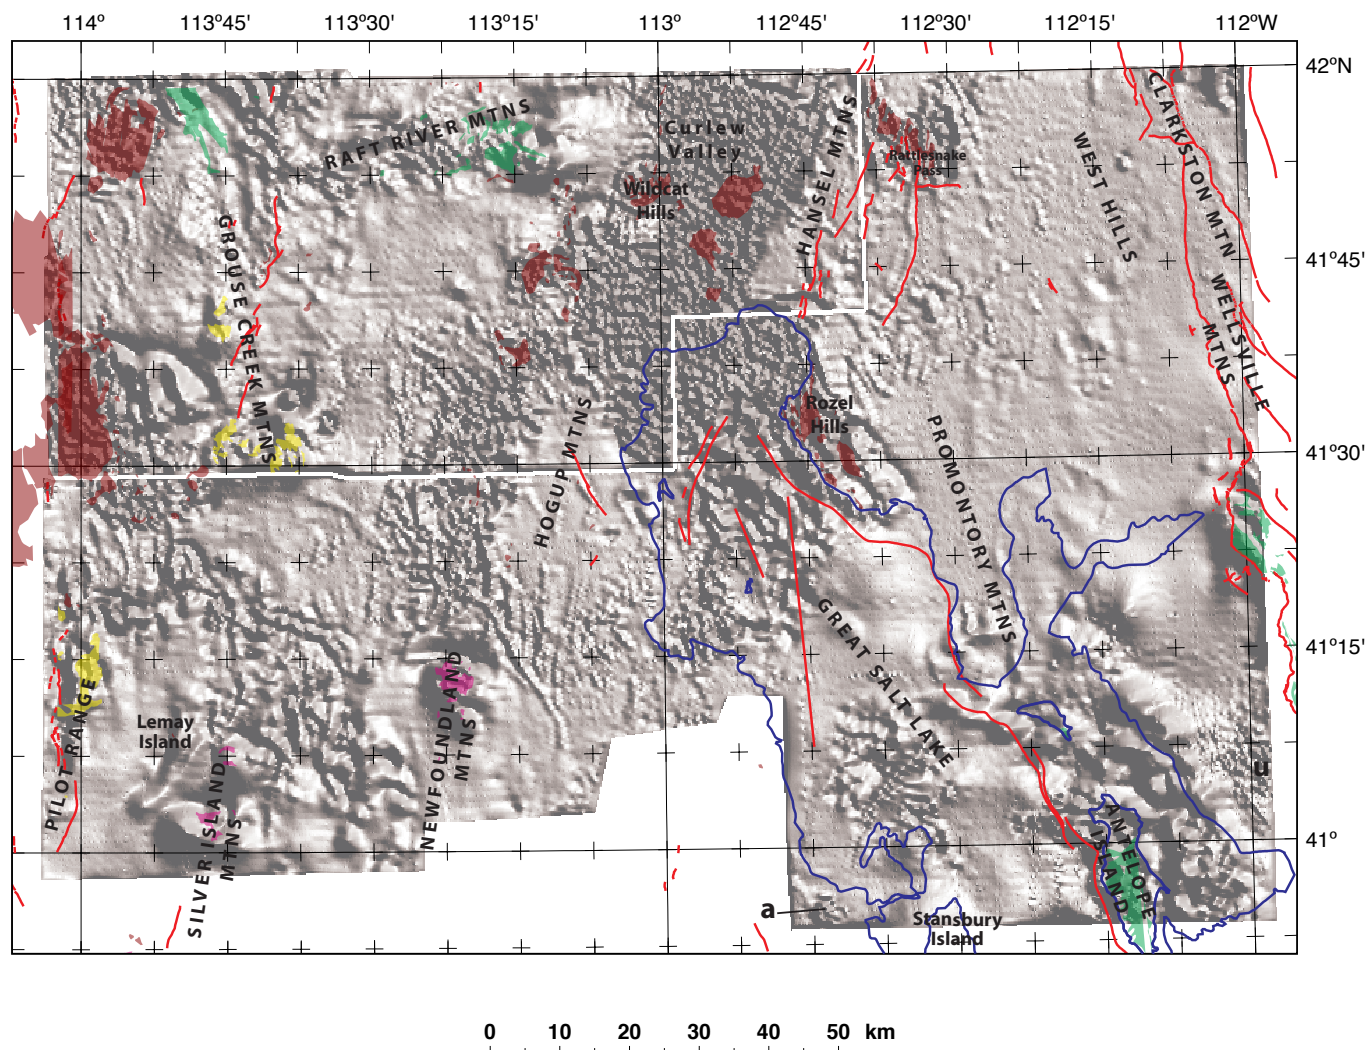 114º 113º45' 113º30' 113º15' 113º 112º45' 112º30' 112º15' 112ºW
42ºN
41º45'
41º30'
41º15'
41º
RAFT RIVER MTNS
Curlew
Valley
HANSEL MTNS
Rattlesnake
Pass
WEST HILLS
CLARKSTON MTN
Wildcat
Hills
GROUSE CREEK MTNS
WELLSVILLE
MTNS
HOGUP MTNS
Rozel
Hills
PROMONTORY MTNS
GREAT SALT LAKE
PILOT RANGE
Lemay
Island
SILVER ISLAND
MTNS
NEWFOUNDLAND
MTNS
u
ANTELOPE
ISLAND
a
Stansbury
Island
0 10 20 30 40 50 km